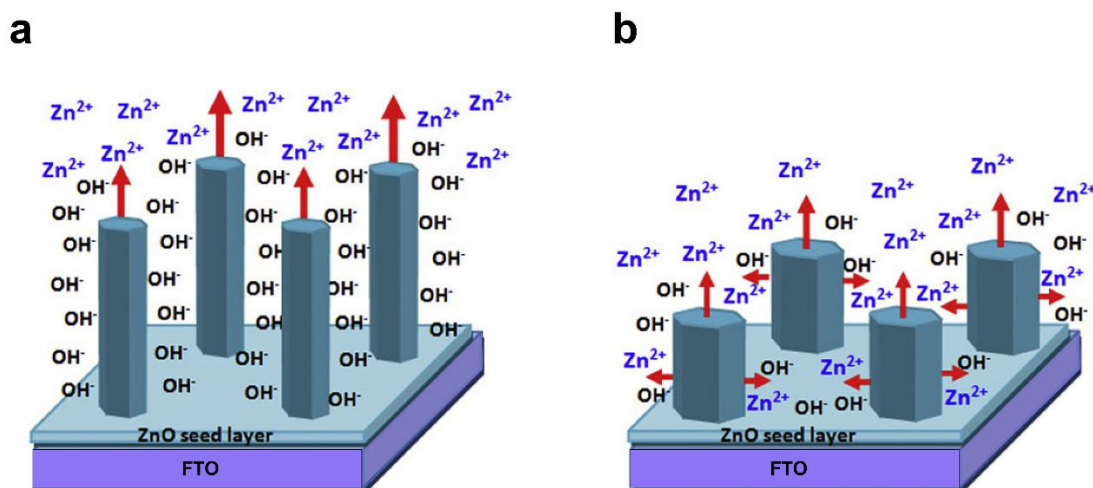 a
b
Zn²⁺ Zn²⁺ Zn²⁺ Zn²⁺ Zn²⁺ Zn²⁺
Zn²⁺ Zn²⁺ OH⁻ Zn²⁺ Zn²⁺ OH⁻ Zn²⁺
Zn²⁺ OH⁻ OH⁻ OH⁻ OH⁻ OH⁻
OH⁻ OH⁻ OH⁻ OH⁻ OH⁻
OH⁻ OH⁻ OH⁻ OH⁻
OH⁻ OH⁻ OH⁻ OH⁻ OH⁻
OH⁻ OH⁻ OH OH⁻ OH⁻
OH⁻ OH⁻ OH⁻ OH⁻
OH⁻ OH⁻ OH⁻ OH⁻
ZnO seed layer
FTO
Zn²⁺ Zn²⁺
Zn²⁺ Zn²⁺ Zn²⁺
Zn²⁺ OH⁻ OH⁻
Zn²⁺ Zn²⁺ Zn²⁺ OH⁻
OH⁻ OH⁻ OH⁻ Zn²⁺
OH⁻ Zn²⁺ Zn²⁺ Zn²⁺
OH⁻ OH⁻
Zn²⁺ OH⁻ Zn²⁺ OH⁻
OH⁻ Zn²⁺ OH⁻ OH⁻ Zn²⁺
ZnO seed layer
FTO